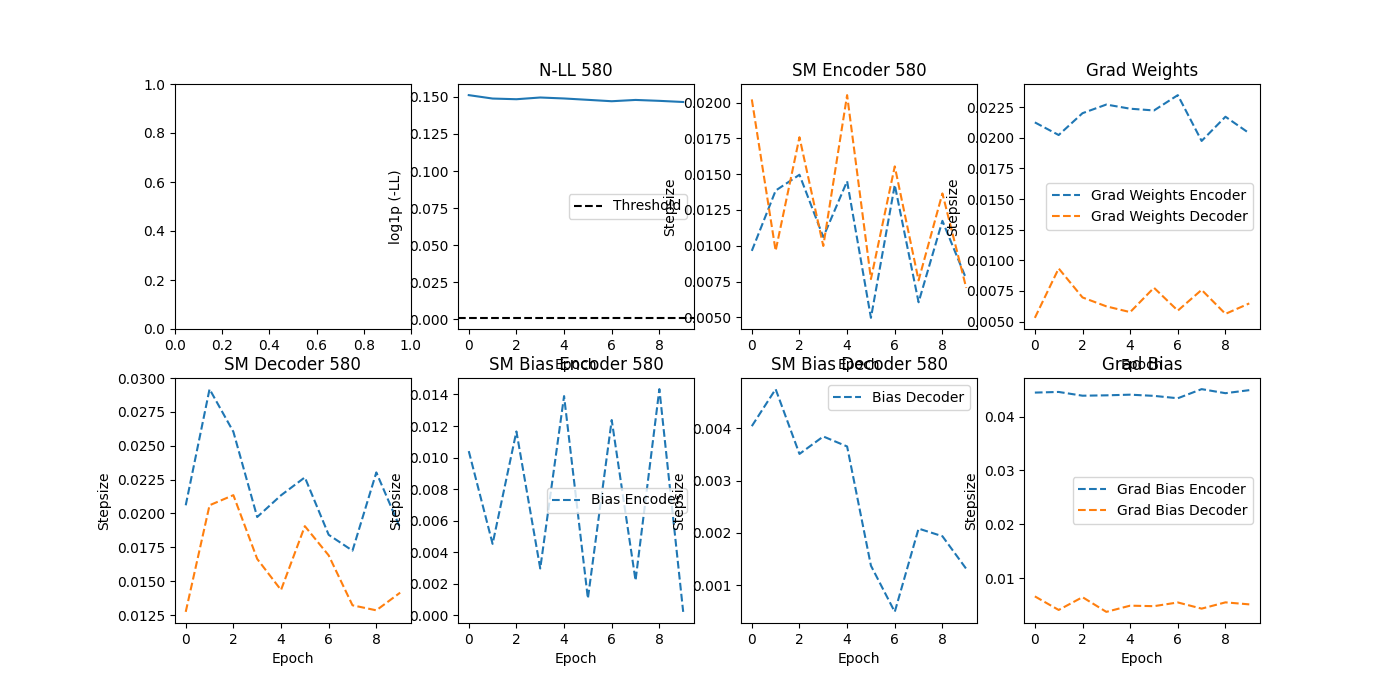 N-LL 580
SM Encoder 580
Grad Weights
1.0
0.8
0.6
0.4
0.2
0.0
0.0 0.2 0.4 0.6 0.8 1.0
log1p (-LL)
0.150
0.125
0.100
0.075
0.050
0.025
0.000
Threshold
0 2 4 6 8
Epoch
Stepsize
0.0200
0.0175
0.0150
0.0125
0.0100
0.0075
0.0050
0 2 4 6 8
Epoch
Stepsize
0.0225
0.0200
0.0175
0.0150
0.0125
0.0100
0.0075
0.0050
Grad Weights Encoder
Grad Weights Decoder
0 2 4 6 8
Epoch
SM Decoder 580
SM Bias Encoder 580
SM Bias Decoder 580
Grad Bias
Stepsize
0.0300
0.0275
0.0250
0.0225
0.0200
0.0175
0.0150
0.0125
0 2 4 6 8
Epoch
Stepsize
0.014
0.012
0.010
0.008
0.006
0.004
0.002
0.000
Bias Encoder
0 2 4 6 8
Epoch
Stepsize
0.004
0.003
0.002
0.001
Bias Decoder
0 2 4 6 8
Epoch
Stepsize
0.04
0.03
0.02
0.01
Grad Bias Encoder
Grad Bias Decoder
0 2 4 6 8
Epoch